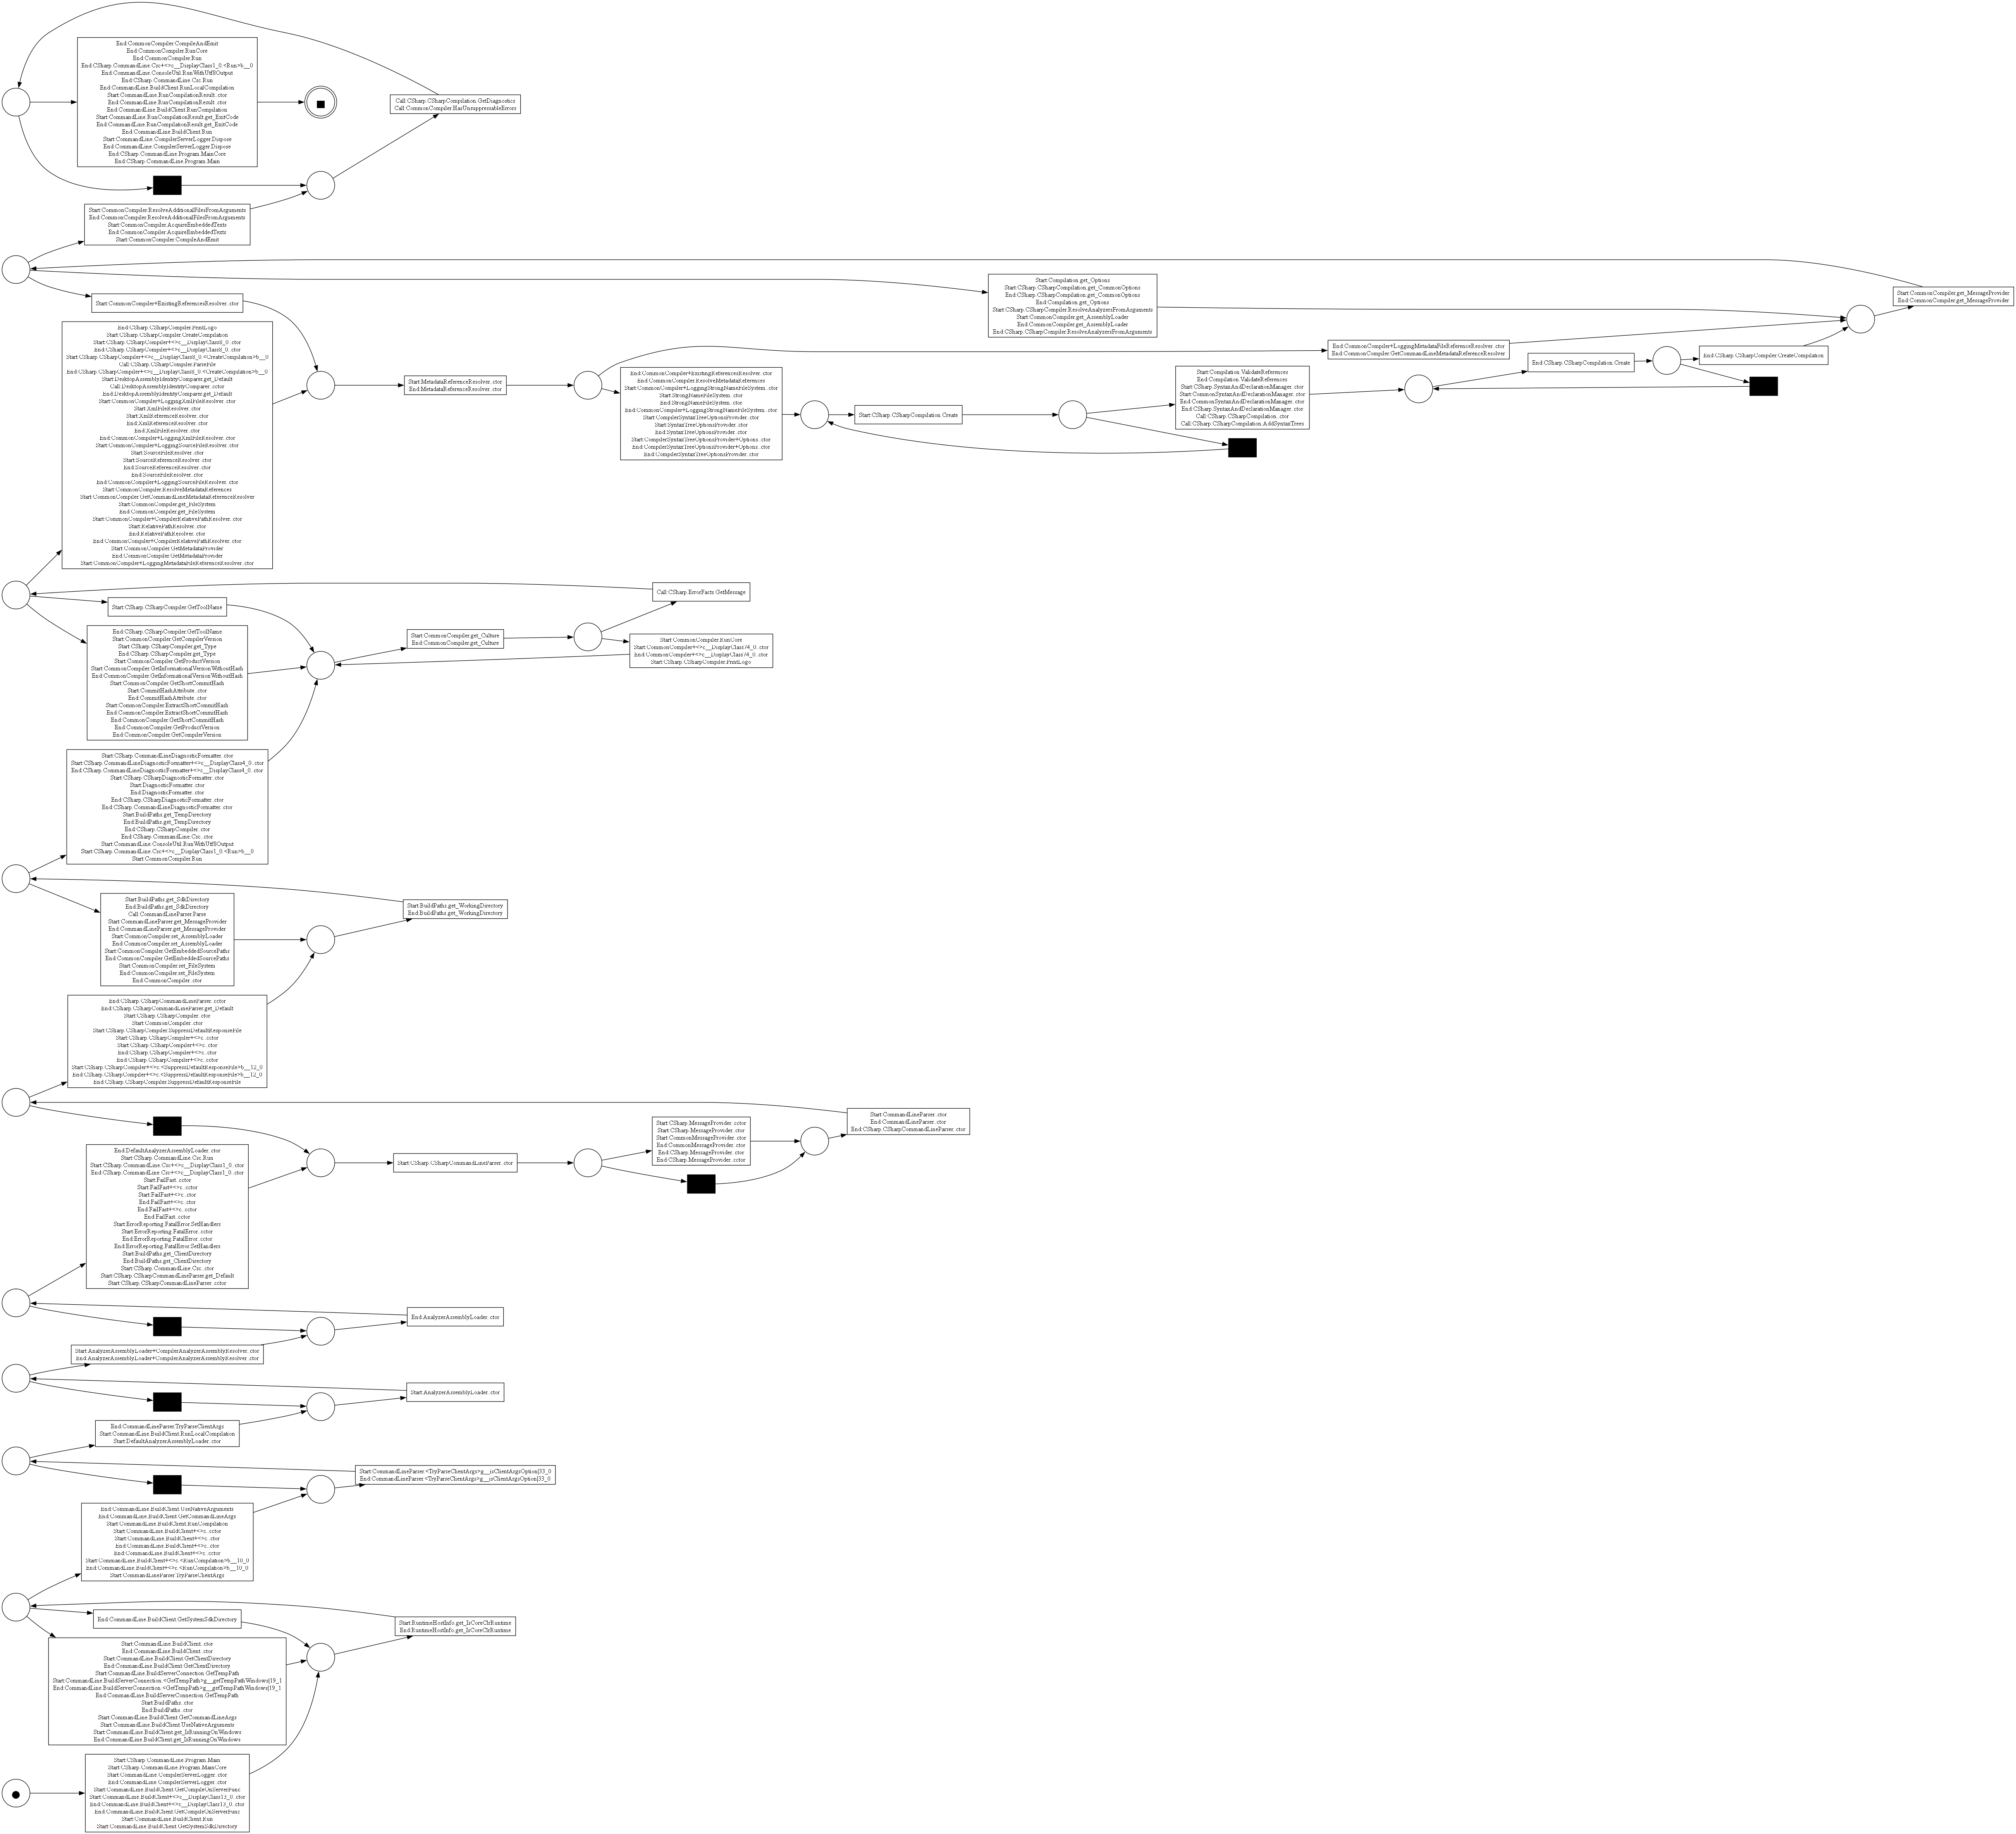 End:CommonCompiler.CompileAndEmit
End:CommonCompiler.RunCore
End:CommonCompiler.Run
End:CSharp.CommandLine.Csc+<>c__DisplayClass1_0.<Run>b__0
End:CommandLine.ConsoleUtil.RunWithUtf8Output
End:CSharp.CommandLine.Csc.Run
End:CommandLine.BuildClient.RunLocalCompilation
Start:CommandLine.RunCompilationResult..ctor
End:CommandLine.RunCompilationResult..ctor
End:CommandLine.BuildClient.RunCompilation
Start:CommandLine.RunCompilationResult.get_ExitCode
End:CommandLine.RunCompilationResult.get_ExitCode
End:CommandLine.BuildClient.Run
Start:CommandLine.CompilerServerLogger.Dispose
End:CommandLine.CompilerServerLogger.Dispose
End:CSharp.CommandLine.Program.MainCore
End:CSharp.CommandLine.Program.Main
Call:CSharp.CSharpCompilation.GetDiagnostics
Call:CommonCompiler.HasUnsuppressableErrors
Start:CommonCompiler.ResolveAdditionalFilesFromArguments
End:CommonCompiler.ResolveAdditionalFilesFromArguments
Start:CommonCompiler.AcquireEmbeddedTexts
End:CommonCompiler.AcquireEmbeddedTexts
Start:CommonCompiler.CompileAndEmit
Start:CommonCompiler+ExistingReferencesResolver..ctor
Start:Compilation.get_Options
Start:CSharp.CSharpCompilation.get_CommonOptions
End:CSharp.CSharpCompilation.get_CommonOptions
End:Compilation.get_Options
Start:CSharp.CSharpCompiler.ResolveAnalyzersFromArguments
Start:CommonCompiler.get_AssemblyLoader
End:CommonCompiler.get_AssemblyLoader
End:CSharp.CSharpCompiler.ResolveAnalyzersFromArguments
Start:CommonCompiler.get_MessageProvider
End:CommonCompiler.get_MessageProvider
End:CSharp.CSharpCompiler.PrintLogo
Start:CSharp.CSharpCompiler.CreateCompilation
Start:CSharp.CSharpCompiler+<>c__DisplayClass8_0..ctor
End:CSharp.CSharpCompiler+<>c__DisplayClass8_0..ctor
Start:CSharp.CSharpCompiler+<>c__DisplayClass8_0.<CreateCompilation>b__0
Call:CSharp.CSharpCompiler.ParseFile
End:CSharp.CSharpCompiler+<>c__DisplayClass8_0.<CreateCompilation>b__0
Start:DesktopAssemblyIdentityComparer.get_Default
Call:DesktopAssemblyIdentityComparer..cctor
End:DesktopAssemblyIdentityComparer.get_Default
Start:CommonCompiler+LoggingXmlFileResolver..ctor
Start:XmlFileResolver..ctor
Start:XmlReferenceResolver..ctor
End:XmlReferenceResolver..ctor
End:XmlFileResolver..ctor
End:CommonCompiler+LoggingXmlFileResolver..ctor
Start:CommonCompiler+LoggingSourceFileResolver..ctor
Start:SourceFileResolver..ctor
Start:SourceReferenceResolver..ctor
End:SourceReferenceResolver..ctor
End:SourceFileResolver..ctor
End:CommonCompiler+LoggingSourceFileResolver..ctor
Start:CommonCompiler.ResolveMetadataReferences
Start:CommonCompiler.GetCommandLineMetadataReferenceResolver
Start:CommonCompiler.get_FileSystem
End:CommonCompiler.get_FileSystem
Start:CommonCompiler+CompilerRelativePathResolver..ctor
Start:RelativePathResolver..ctor
End:RelativePathResolver..ctor
End:CommonCompiler+CompilerRelativePathResolver..ctor
Start:CommonCompiler.GetMetadataProvider
End:CommonCompiler.GetMetadataProvider
Start:CommonCompiler+LoggingMetadataFileReferenceResolver..ctor
Start:MetadataReferenceResolver..ctor
End:MetadataReferenceResolver..ctor
End:CommonCompiler+LoggingMetadataFileReferenceResolver..ctor
End:CommonCompiler.GetCommandLineMetadataReferenceResolver
End:CommonCompiler+ExistingReferencesResolver..ctor
End:CommonCompiler.ResolveMetadataReferences
Start:CommonCompiler+LoggingStrongNameFileSystem..ctor
Start:StrongNameFileSystem..ctor
End:StrongNameFileSystem..ctor
End:CommonCompiler+LoggingStrongNameFileSystem..ctor
Start:CompilerSyntaxTreeOptionsProvider..ctor
Start:SyntaxTreeOptionsProvider..ctor
End:SyntaxTreeOptionsProvider..ctor
Start:CompilerSyntaxTreeOptionsProvider+Options..ctor
End:CompilerSyntaxTreeOptionsProvider+Options..ctor
End:CompilerSyntaxTreeOptionsProvider..ctor
Start:CSharp.CSharpCompilation.Create
Start:Compilation.ValidateReferences
End:Compilation.ValidateReferences
Start:CSharp.SyntaxAndDeclarationManager..ctor
Start:CommonSyntaxAndDeclarationManager..ctor
End:CommonSyntaxAndDeclarationManager..ctor
End:CSharp.SyntaxAndDeclarationManager..ctor
Call:CSharp.CSharpCompilation..ctor
Call:CSharp.CSharpCompilation.AddSyntaxTrees
End:CSharp.CSharpCompilation.Create
End:CSharp.CSharpCompiler.CreateCompilation
Start:CSharp.CSharpCompiler.GetToolName
Call:CSharp.ErrorFacts.GetMessage
End:CSharp.CSharpCompiler.GetToolName
Start:CommonCompiler.GetCompilerVersion
Start:CSharp.CSharpCompiler.get_Type
End:CSharp.CSharpCompiler.get_Type
Start:CommonCompiler.GetProductVersion
Start:CommonCompiler.GetInformationalVersionWithoutHash
End:CommonCompiler.GetInformationalVersionWithoutHash
Start:CommonCompiler.GetShortCommitHash
Start:CommitHashAttribute..ctor
End:CommitHashAttribute..ctor
Start:CommonCompiler.ExtractShortCommitHash
End:CommonCompiler.ExtractShortCommitHash
End:CommonCompiler.GetShortCommitHash
End:CommonCompiler.GetProductVersion
End:CommonCompiler.GetCompilerVersion
Start:CommonCompiler.get_Culture
End:CommonCompiler.get_Culture
Start:CommonCompiler.RunCore
Start:CommonCompiler+<>c__DisplayClass74_0..ctor
End:CommonCompiler+<>c__DisplayClass74_0..ctor
Start:CSharp.CSharpCompiler.PrintLogo
Start:CSharp.CommandLineDiagnosticFormatter..ctor
Start:CSharp.CommandLineDiagnosticFormatter+<>c__DisplayClass4_0..ctor
End:CSharp.CommandLineDiagnosticFormatter+<>c__DisplayClass4_0..ctor
Start:CSharp.CSharpDiagnosticFormatter..ctor
Start:DiagnosticFormatter..ctor
End:DiagnosticFormatter..ctor
End:CSharp.CSharpDiagnosticFormatter..ctor
End:CSharp.CommandLineDiagnosticFormatter..ctor
Start:BuildPaths.get_TempDirectory
End:BuildPaths.get_TempDirectory
End:CSharp.CSharpCompiler..ctor
End:CSharp.CommandLine.Csc..ctor
Start:CommandLine.ConsoleUtil.RunWithUtf8Output
Start:CSharp.CommandLine.Csc+<>c__DisplayClass1_0.<Run>b__0
Start:CommonCompiler.Run
Start:BuildPaths.get_SdkDirectory
End:BuildPaths.get_SdkDirectory
Call:CommandLineParser.Parse
Start:CommandLineParser.get_MessageProvider
End:CommandLineParser.get_MessageProvider
Start:CommonCompiler.set_AssemblyLoader
End:CommonCompiler.set_AssemblyLoader
Start:CommonCompiler.GetEmbeddedSourcePaths
End:CommonCompiler.GetEmbeddedSourcePaths
Start:CommonCompiler.set_FileSystem
End:CommonCompiler.set_FileSystem
End:CommonCompiler..ctor
Start:BuildPaths.get_WorkingDirectory
End:BuildPaths.get_WorkingDirectory
End:CSharp.CSharpCommandLineParser..cctor
End:CSharp.CSharpCommandLineParser.get_Default
Start:CSharp.CSharpCompiler..ctor
Start:CommonCompiler..ctor
Start:CSharp.CSharpCompiler.SuppressDefaultResponseFile
Start:CSharp.CSharpCompiler+<>c..cctor
Start:CSharp.CSharpCompiler+<>c..ctor
End:CSharp.CSharpCompiler+<>c..ctor
End:CSharp.CSharpCompiler+<>c..cctor
Start:CSharp.CSharpCompiler+<>c.<SuppressDefaultResponseFile>b__12_0
End:CSharp.CSharpCompiler+<>c.<SuppressDefaultResponseFile>b__12_0
End:CSharp.CSharpCompiler.SuppressDefaultResponseFile
Start:CommandLineParser..ctor
End:CommandLineParser..ctor
End:CSharp.CSharpCommandLineParser..ctor
Start:CSharp.MessageProvider..cctor
Start:CSharp.MessageProvider..ctor
Start:CommonMessageProvider..ctor
End:CommonMessageProvider..ctor
End:CSharp.MessageProvider..ctor
End:CSharp.MessageProvider..cctor
Start:CSharp.CSharpCommandLineParser..ctor
End:DefaultAnalyzerAssemblyLoader..ctor
Start:CSharp.CommandLine.Csc.Run
Start:CSharp.CommandLine.Csc+<>c__DisplayClass1_0..ctor
End:CSharp.CommandLine.Csc+<>c__DisplayClass1_0..ctor
Start:FailFast..cctor
Start:FailFast+<>c..cctor
Start:FailFast+<>c..ctor
End:FailFast+<>c..ctor
End:FailFast+<>c..cctor
End:FailFast..cctor
Start:ErrorReporting.FatalError.SetHandlers
Start:ErrorReporting.FatalError..cctor
End:ErrorReporting.FatalError..cctor
End:ErrorReporting.FatalError.SetHandlers
Start:BuildPaths.get_ClientDirectory
End:BuildPaths.get_ClientDirectory
Start:CSharp.CommandLine.Csc..ctor
Start:CSharp.CSharpCommandLineParser.get_Default
Start:CSharp.CSharpCommandLineParser..cctor
End:AnalyzerAssemblyLoader..ctor
Start:AnalyzerAssemblyLoader+CompilerAnalyzerAssemblyResolver..ctor
End:AnalyzerAssemblyLoader+CompilerAnalyzerAssemblyResolver..ctor
Start:AnalyzerAssemblyLoader..ctor
End:CommandLineParser.TryParseClientArgs
Start:CommandLine.BuildClient.RunLocalCompilation
Start:DefaultAnalyzerAssemblyLoader..ctor
Start:CommandLineParser.<TryParseClientArgs>g__isClientArgsOption|33_0
End:CommandLineParser.<TryParseClientArgs>g__isClientArgsOption|33_0
End:CommandLine.BuildClient.UseNativeArguments
End:CommandLine.BuildClient.GetCommandLineArgs
Start:CommandLine.BuildClient.RunCompilation
Start:CommandLine.BuildClient+<>c..cctor
Start:CommandLine.BuildClient+<>c..ctor
End:CommandLine.BuildClient+<>c..ctor
End:CommandLine.BuildClient+<>c..cctor
Start:CommandLine.BuildClient+<>c.<RunCompilation>b__10_0
End:CommandLine.BuildClient+<>c.<RunCompilation>b__10_0
Start:CommandLineParser.TryParseClientArgs
End:CommandLine.BuildClient.GetSystemSdkDirectory
Start:RuntimeHostInfo.get_IsCoreClrRuntime
End:RuntimeHostInfo.get_IsCoreClrRuntime
Start:CommandLine.BuildClient..ctor
End:CommandLine.BuildClient..ctor
Start:CommandLine.BuildClient.GetClientDirectory
End:CommandLine.BuildClient.GetClientDirectory
Start:CommandLine.BuildServerConnection.GetTempPath
Start:CommandLine.BuildServerConnection.<GetTempPath>g__getTempPathWindows|19_1
End:CommandLine.BuildServerConnection.<GetTempPath>g__getTempPathWindows|19_1
End:CommandLine.BuildServerConnection.GetTempPath
Start:BuildPaths..ctor
End:BuildPaths..ctor
Start:CommandLine.BuildClient.GetCommandLineArgs
Start:CommandLine.BuildClient.UseNativeArguments
Start:CommandLine.BuildClient.get_IsRunningOnWindows
End:CommandLine.BuildClient.get_IsRunningOnWindows
Start:CSharp.CommandLine.Program.Main
Start:CSharp.CommandLine.Program.MainCore
Start:CommandLine.CompilerServerLogger..ctor
End:CommandLine.CompilerServerLogger..ctor
Start:CommandLine.BuildClient.GetCompileOnServerFunc
Start:CommandLine.BuildClient+<>c__DisplayClass13_0..ctor
End:CommandLine.BuildClient+<>c__DisplayClass13_0..ctor
End:CommandLine.BuildClient.GetCompileOnServerFunc
Start:CommandLine.BuildClient.Run
Start:CommandLine.BuildClient.GetSystemSdkDirectory